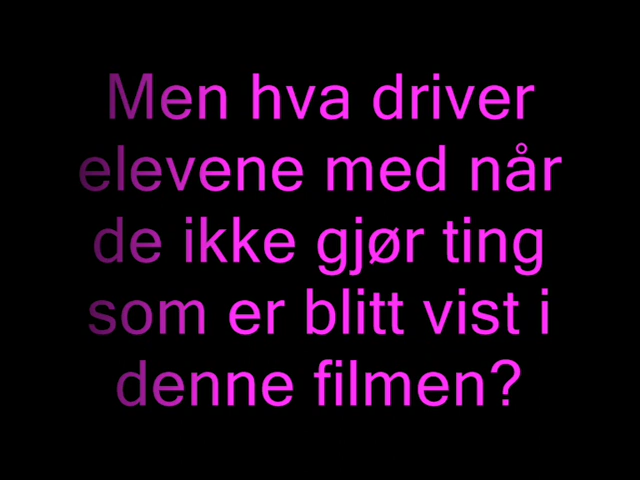 Men hva driver
elevene med når
de ikke gjør ting
som er blitt vist i
denne filmen?